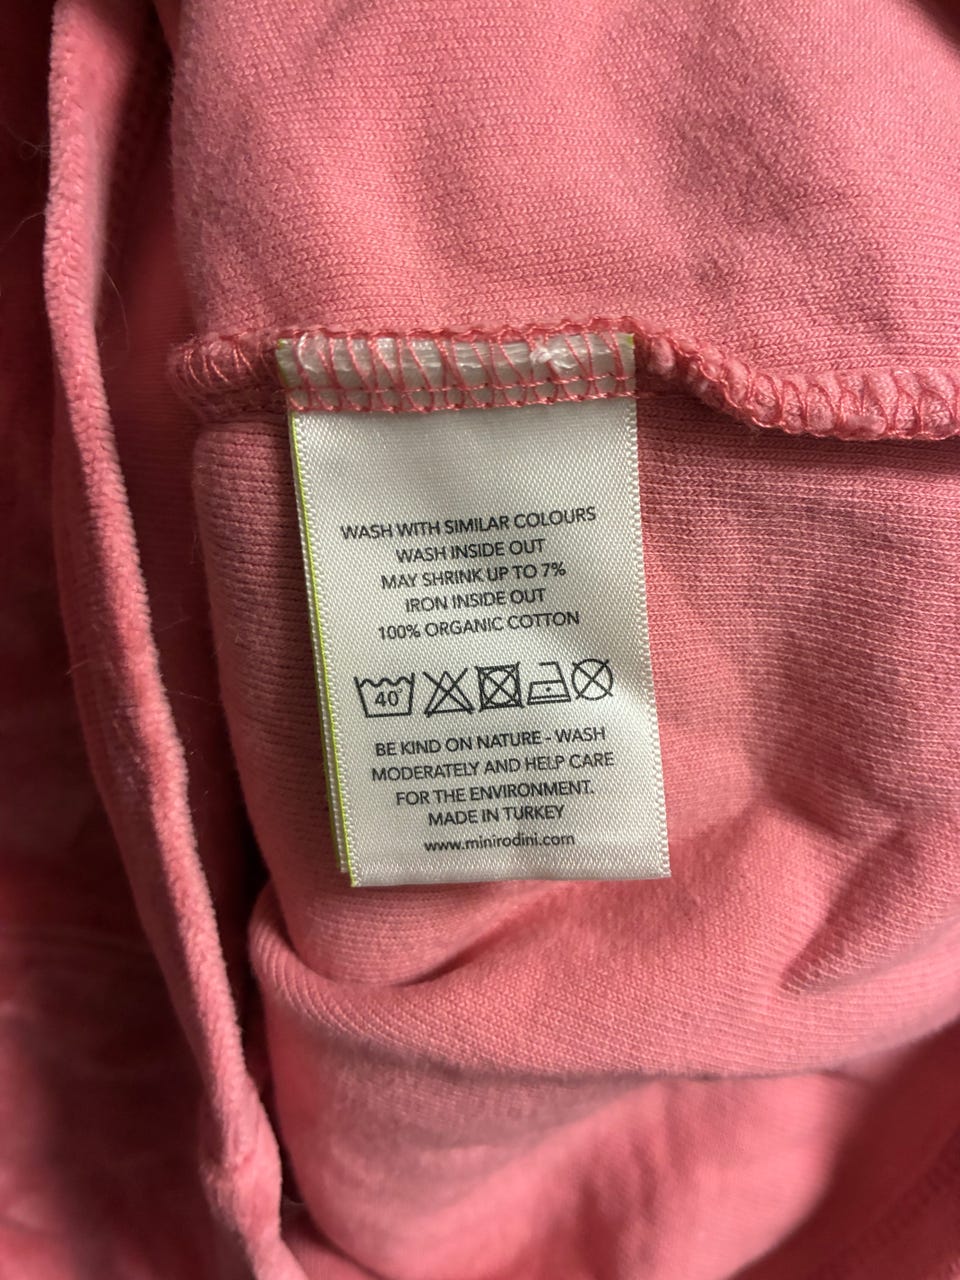 WASH WITH SIMILAR COLOURS
WASH INSIDE OUT
MAY SHRINK UP TO 7%
IRON INSIDE OUT
100% ORGANIC COTTON
40°
BE KIND ON NATURE - WASH
MODERATELY AND HELP CARE
FOR THE ENVIRONMENT.
MADE IN TURKEY
www.minirodini.com